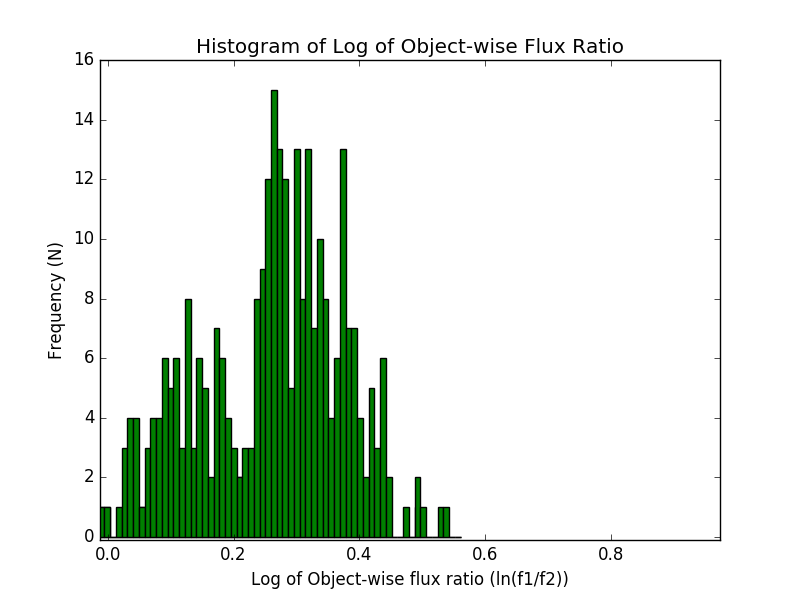 Histogram of Log of Object-wise Flux Ratio
16
14
12
10
8
6
4
2
0
Frequency (N)
0.0 0.2 0.4 0.6 0.8
Log of Object-wise flux ratio (ln(f1/f2))